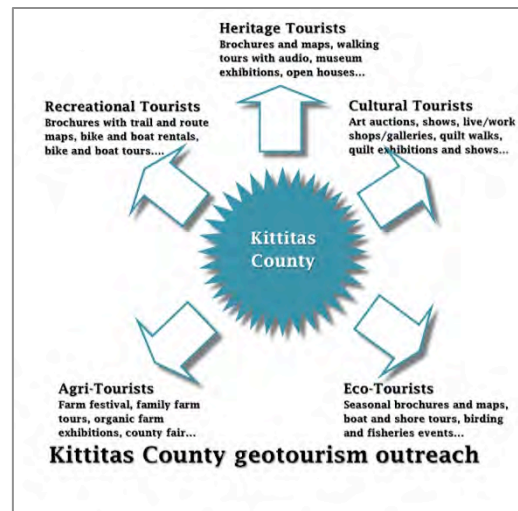 Heritage Tourists
Brochures and maps, walking
tours with audio, museum
exhibitions, open houses...
Recreational Tourists
Brochures with trail and route
maps, bike and boat rentals,
bike and boat tours....
Cultural Tourists
Art auctions, shows, live/work
shops/galleries, quilt walks,
quilt exhibitions and shows...
Kittitas
County
Agri-Tourists
Farm festival, family farm
tours, organic farm
exhibitions, county fair...
Eco-Tourists
Seasonal brochures and maps,
boat and shore tours, birding
and fisheries events...
Kittitas County geotourism outreach